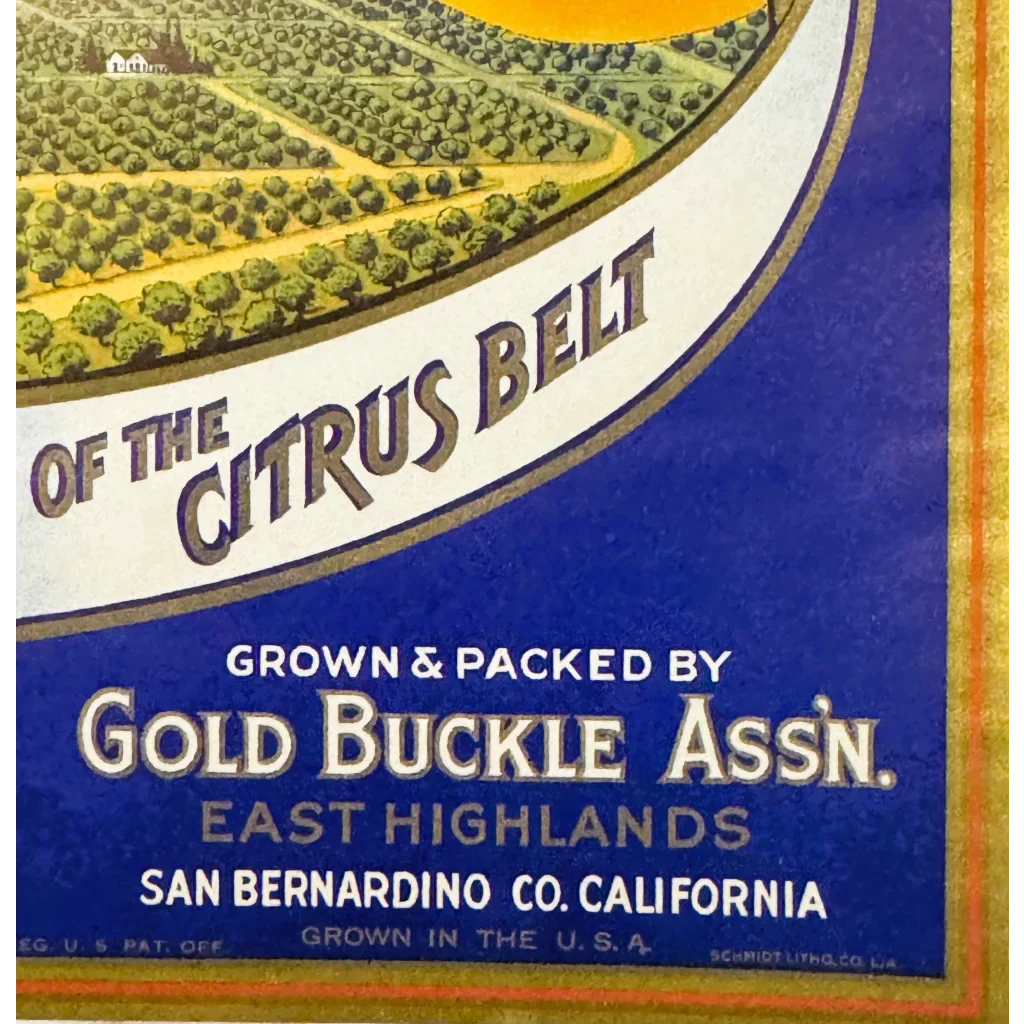 OF THE
CITRUS BELT
GROWN & PACKED BY
GOLD BUCKLE ASS'N.
EAST HIGHLANDS
SAN BERNARDINO CO. CALIFORNIA
EG. U. S. PAT. OFF. GROWN IN THE U.S.A. SCHMIDT LITHO. CO. L.A.